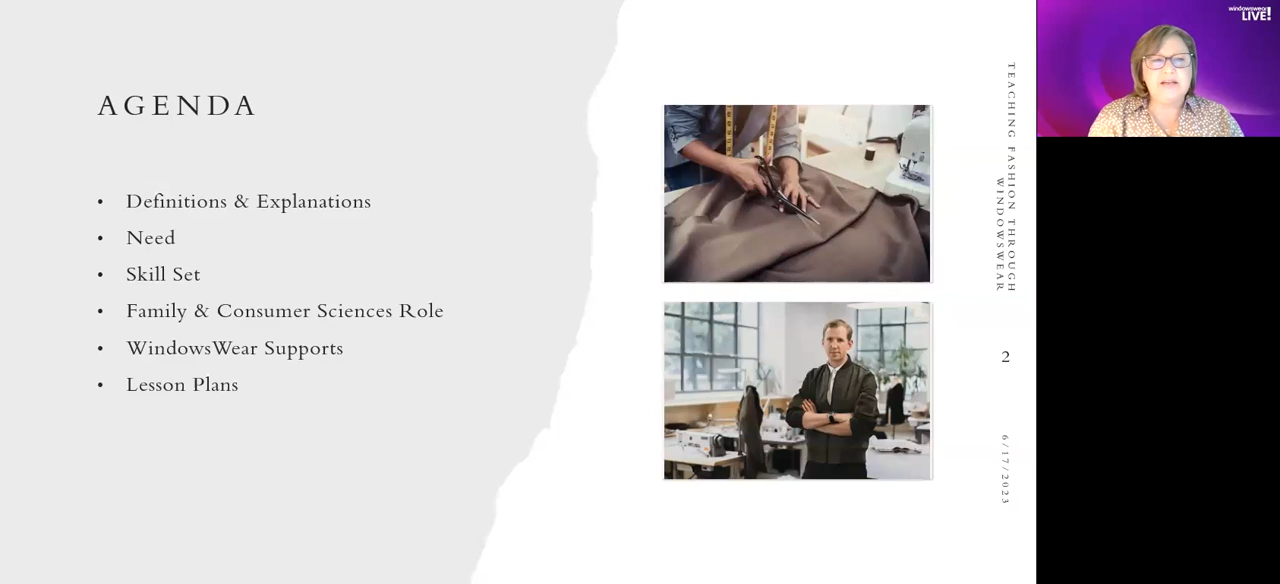 AGENDA
• Definitions & Explanations
• Need
• Skill Set
• Family & Consumer Sciences Role
• WindowsWear Supports
• Lesson Plans
TEACHING FASHION THROUGH
WINDOWSWEAR
2
6/17/2023
windowswear
LIVE!